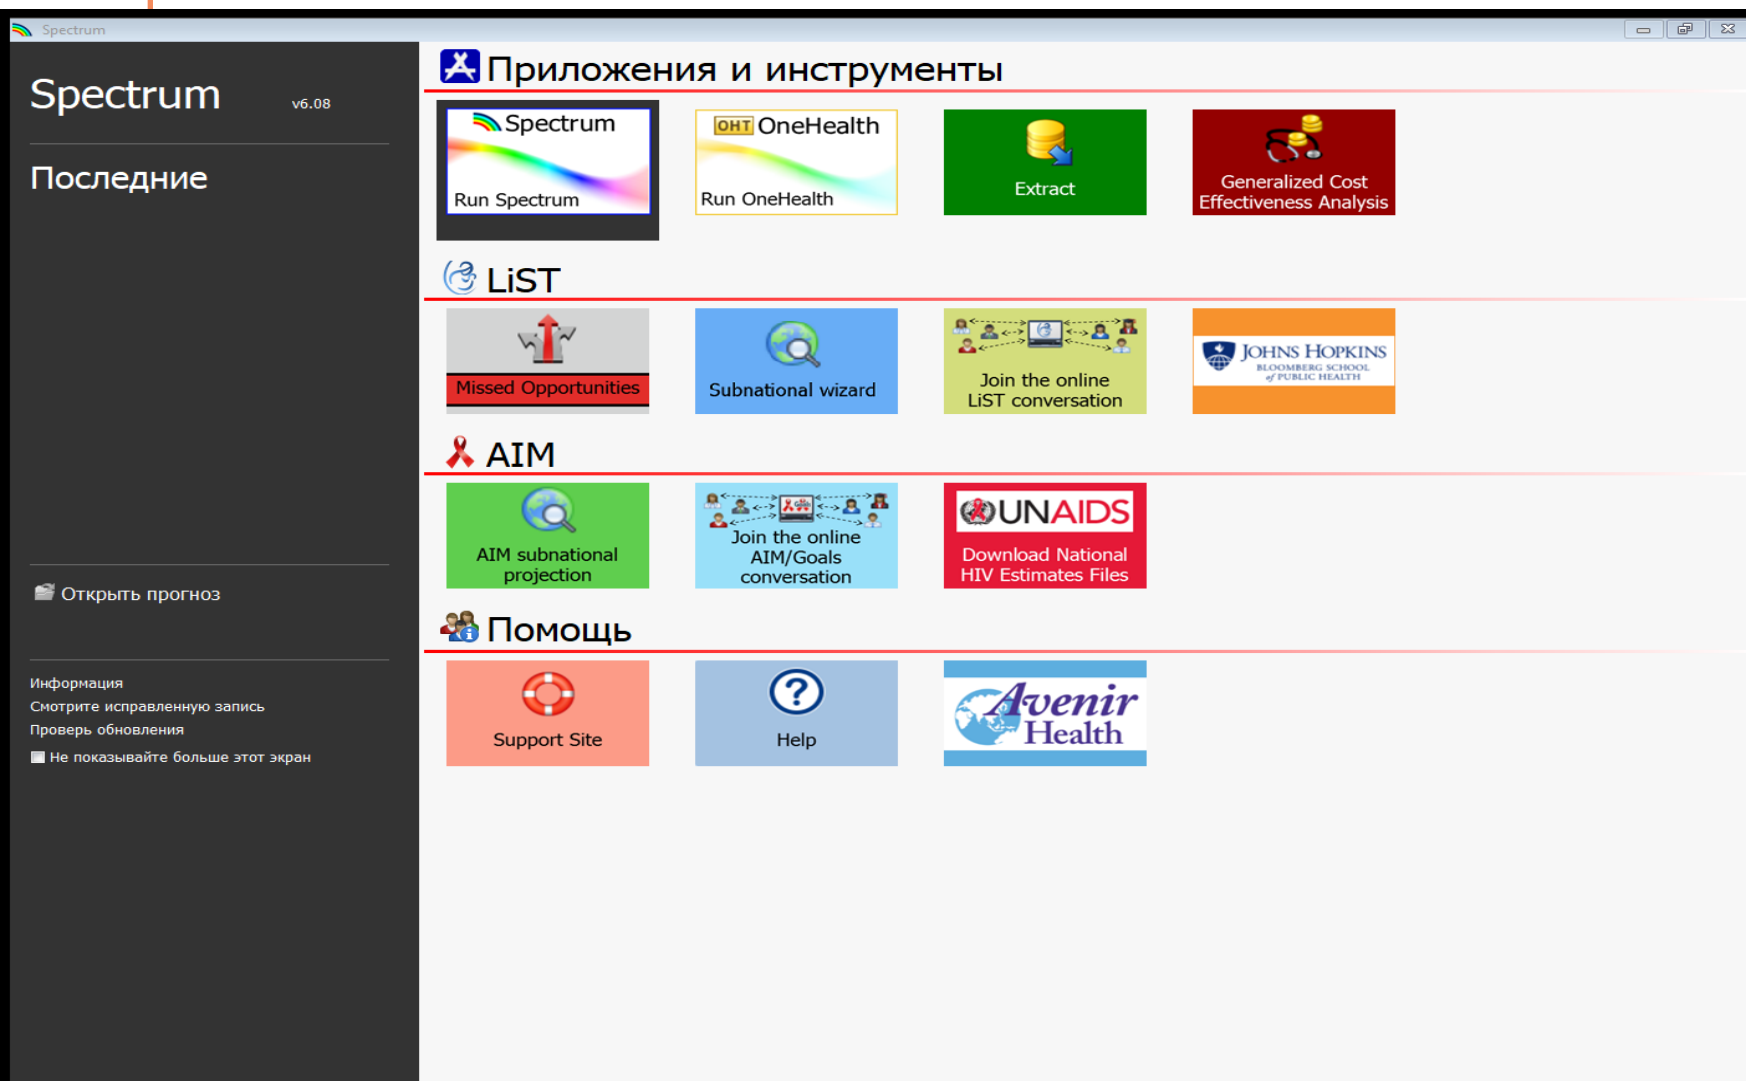 Spectrum
Spectrum v6.08
Последние
Открыть прогноз
Информация
Смотрите исправленную запись
Проверь обновления
Не показывайте больше этот экран
Приложения и инструменты
Spectrum
Run Spectrum
OHT OneHealth
Run OneHealth
Extract
Generalized Cost
Effectiveness Analysis
LiST
Missed Opportunities
Subnational wizard
Join the online
LiST conversation
JOHNS HOPKINS
BLOOMBERG SCHOOL
of PUBLIC HEALTH
AIM
AIM subnational
projection
Join the online
AIM/Goals
conversation
UNAIDS
Download National
HIV Estimates Files
Помощь
Support Site
Help
Avenir
Health